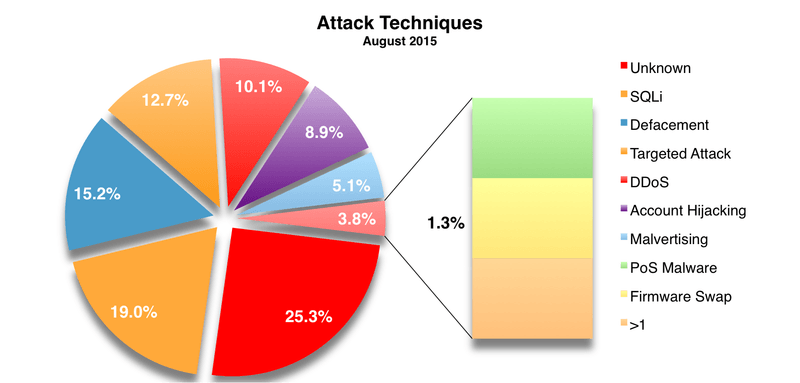 Attack Techniques
August 2015
10.1%
12.7%
8.9%
15.2%
5.1%
3.8%
19.0%
25.3%
1.3%
Unknown
SQLi
Defacement
Targeted Attack
DDoS
Account Hijacking
Malvertising
PoS Malware
Firmware Swap
>1